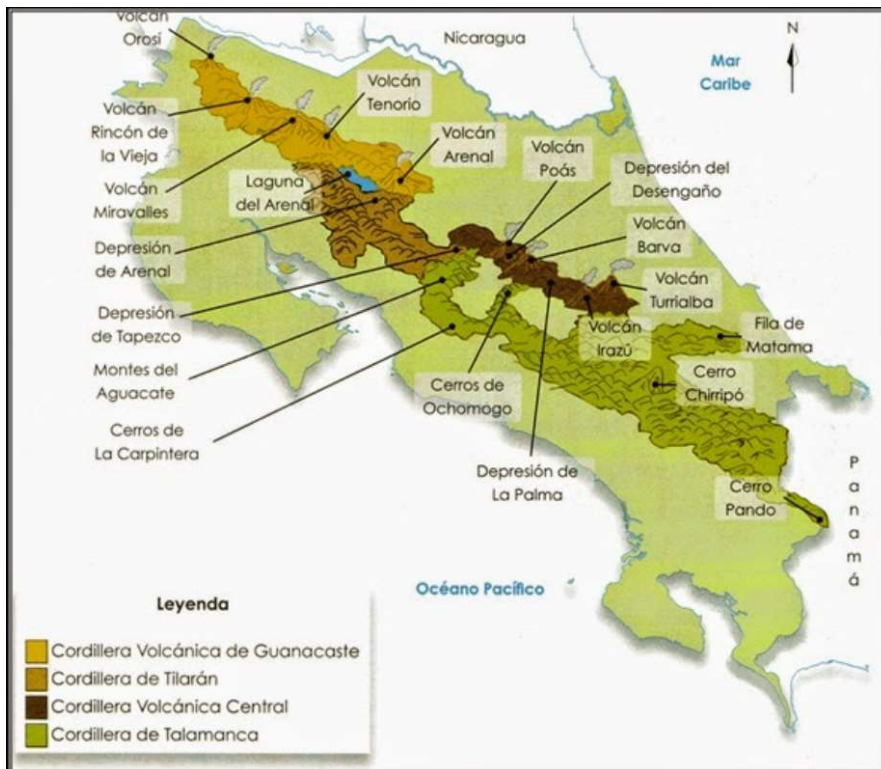 Volcán
Orosí
Nicaragua
N
Mar
Caribe
Volcán
Tenorio
Volcán
Rincón de
la Vieja
Volcán
Arenal
Volcán
Poás
Depresión del
Desengaño
Volcán
Miravalles
Laguna
del Arenal
Volcán
Barva
Depresión
de Arenal
Volcán
Turrialba
Depresión
de Tapezco
Volcán
Irazú
Fila de
Matama
Montes del
Aguacate
Cerros de
Ochomogo
Cerro
Chirripó
Cerros de
La Carpintera
Depresión de
La Palma
Cerro
Pando
Panamá
Océano Pacífico
Leyenda
Cordillera Volcánica de Guanacaste
Cordillera de Tilarán
Cordillera Volcánica Central
Cordillera de Talamanca